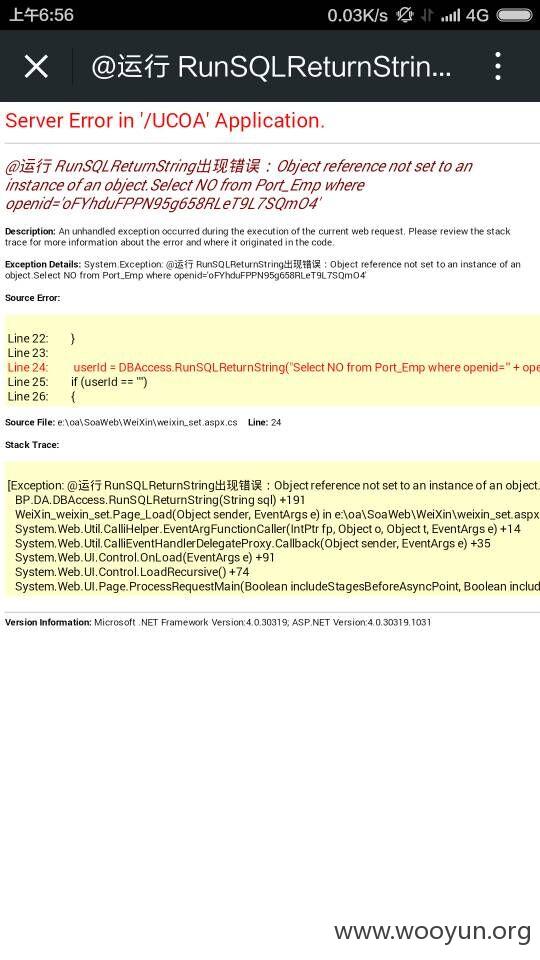 上午6:56 0.03K/s 4G
@运行 RunSQLReturnStrin...
Server Error in '/UCOA' Application.
@运行 RunSQLReturnString出现错误：Object reference not set to an
instance of an object.Select NO from Port_Emp where
openid='oFYhduFPPN95g658RLeT9L7SQmO4'
Description: An unhandled exception occurred during the execution of the current web request. Please review the stack
trace for more information about the error and where it originated in the code.
Exception Details: System.Exception: @运行 RunSQLReturnString出现错误：Object reference not set to an instance of an
object.Select NO from Port_Emp where openid='oFYhduFPPN95g658RLeT9L7SQmO4'
Source Error:
Line 22: }
Line 23:
Line 24: userId = DBAccess.RunSQLReturnString("Select NO from Port_Emp where openid='" + ope
Line 25: if (userId == "")
Line 26: {
Source File: e:\oa\SoaWeb\WeiXin\weixin_set.aspx.cs Line: 24
Stack Trace:
[Exception: @运行 RunSQLReturnString出现错误：Object reference not set to an instance of an object.
BP.DA.DBAccess.RunSQLReturnString(String sql) +191
WeiXin_weixin_set.Page_Load(Object sender, EventArgs e) in e:\oa\SoaWeb\WeiXin\weixin_set.aspx
System.Web.Util.CalliHelper.EventArgFunctionCaller(IntPtr fp, Object o, Object t, EventArgs e) +14
System.Web.Util.CalliEventHandlerDelegateProxy.Callback(Object sender, EventArgs e) +35
System.Web.UI.Control.OnLoad(EventArgs e) +91
System.Web.UI.Control.LoadRecursive() +74
System.Web.UI.Page.ProcessRequestMain(Boolean includeStagesBeforeAsyncPoint, Boolean includ
Version Information: Microsoft .NET Framework Version:4.0.30319; ASP.NET Version:4.0.30319.1031
www.wooyun.org